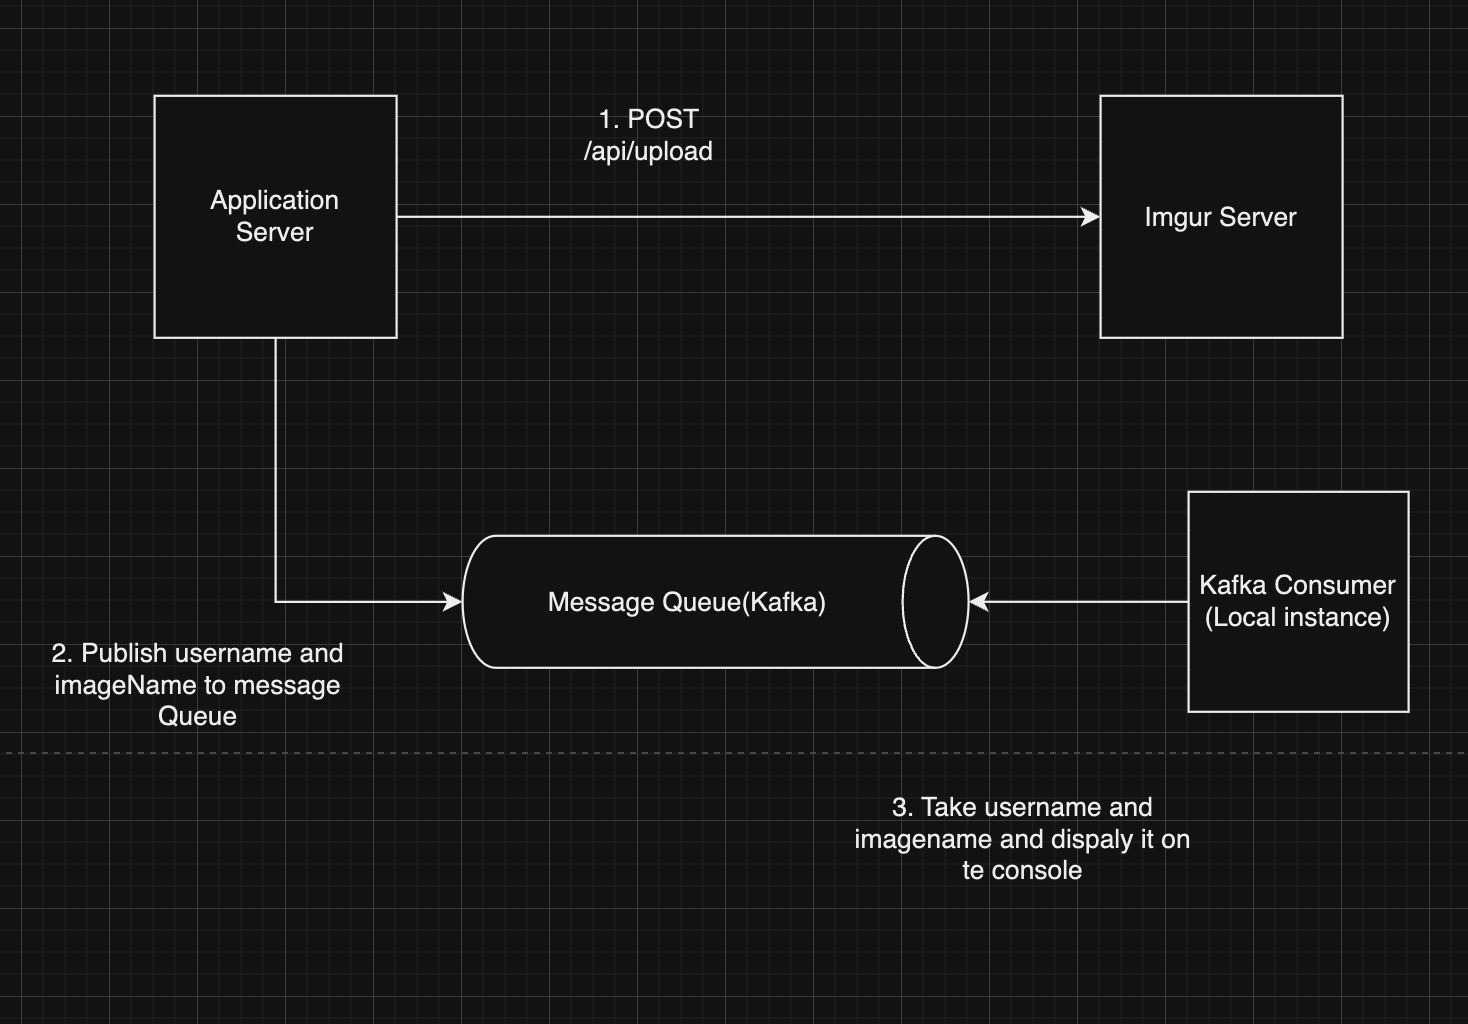 1. POST
/api/upload
Application
Server
Imgur Server
Message Queue(Kafka)
Kafka Consumer
(Local instance)
2. Publish username and
imageName to message
Queue
3. Take username and
imagename and dispaly it on
te console